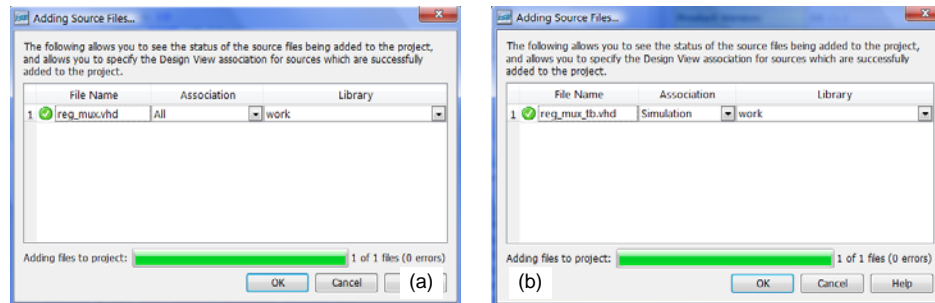 Adding Source Files...
The following allows you to see the status of the source files being added to the project,
and allows you to specify the Design View association for sources which are successfully
added to the project.
File Name Association Library
1 reg_mux.vhd All work
Adding files to project: 1 of 1 files (0 errors)
OK Cancel (a)
Adding Source Files...
The following allows you to see the status of the source files being added to the project,
and allows you to specify the Design View association for sources which are successfully
added to the project.
File Name Association Library
1 reg_mux_tb.vhd Simulation work
Adding files to project: 1 of 1 files (0 errors)
(b) OK Cancel Help